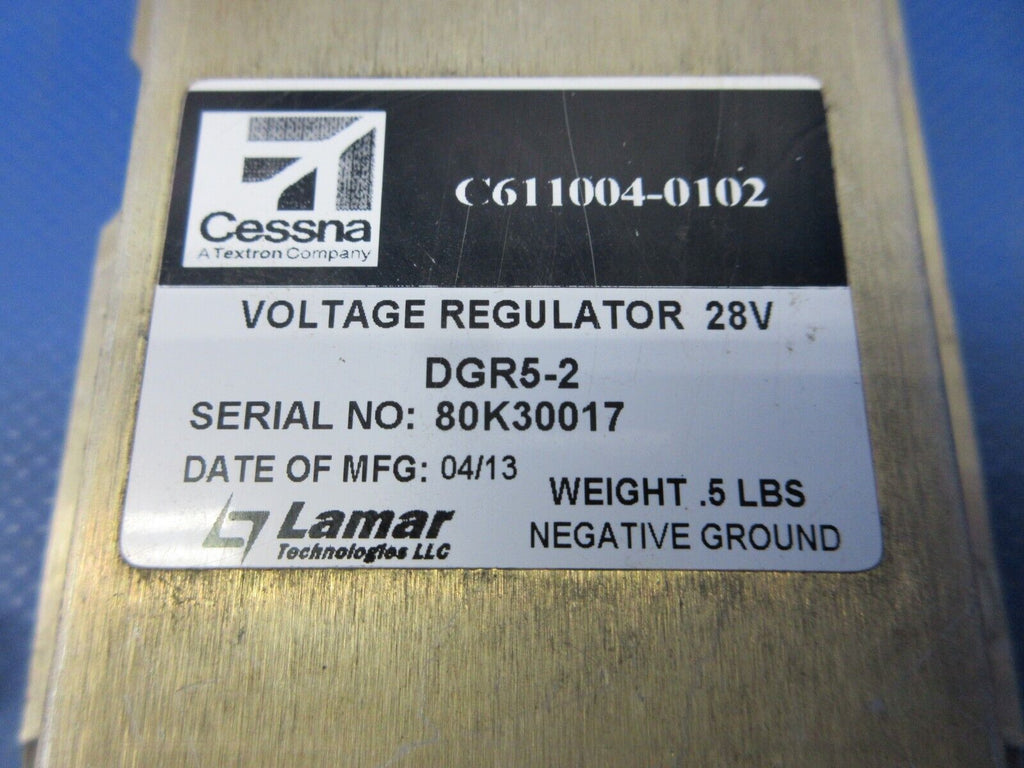 C611004-0102
Cessna
A Textron Company
VOLTAGE REGULATOR 28V
DGR5-2
SERIAL NO: 80K30017
DATE OF MFG: 04/13
WEIGHT .5 LBS
Lamar
Technologies LLC
NEGATIVE GROUND